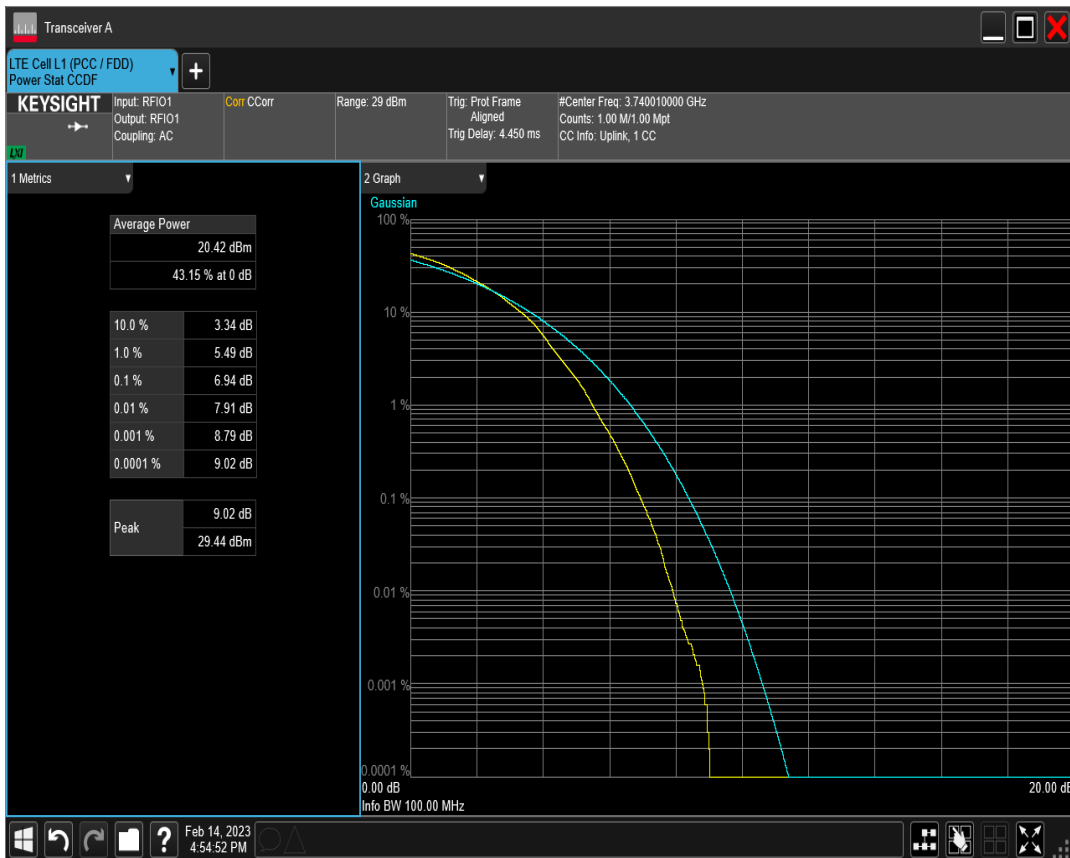 Transceiver A
LTE Cell L1 (PCC / FDD)
Power Stat CCDF
KEYSIGHT
LXI
Input: RFIO1
Output: RFIO1
Coupling: AC
Corr CCorr
Range: 29 dBm
Trig: Prot Frame
Aligned
Trig Delay: 4.450 ms
#Center Freq: 3.740010000 GHz
Counts: 1.00 M/1.00 Mpt
CC Info: Uplink, 1 CC
1 Metrics
Average Power
20.42 dBm
43.15 % at 0 dB
10.0 % 3.34 dB
1.0 % 5.49 dB
0.1 % 6.94 dB
0.01 % 7.91 dB
0.001 % 8.79 dB
0.0001 % 9.02 dB
Peak
9.02 dB
29.44 dBm
2 Graph
Gaussian
100 %
10 %
1 %
0.1 %
0.01 %
0.001 %
0.0001 %
0.00 dB 20.00 dB
Info BW 100.00 MHz
Feb 14, 2023
4:54:52 PM